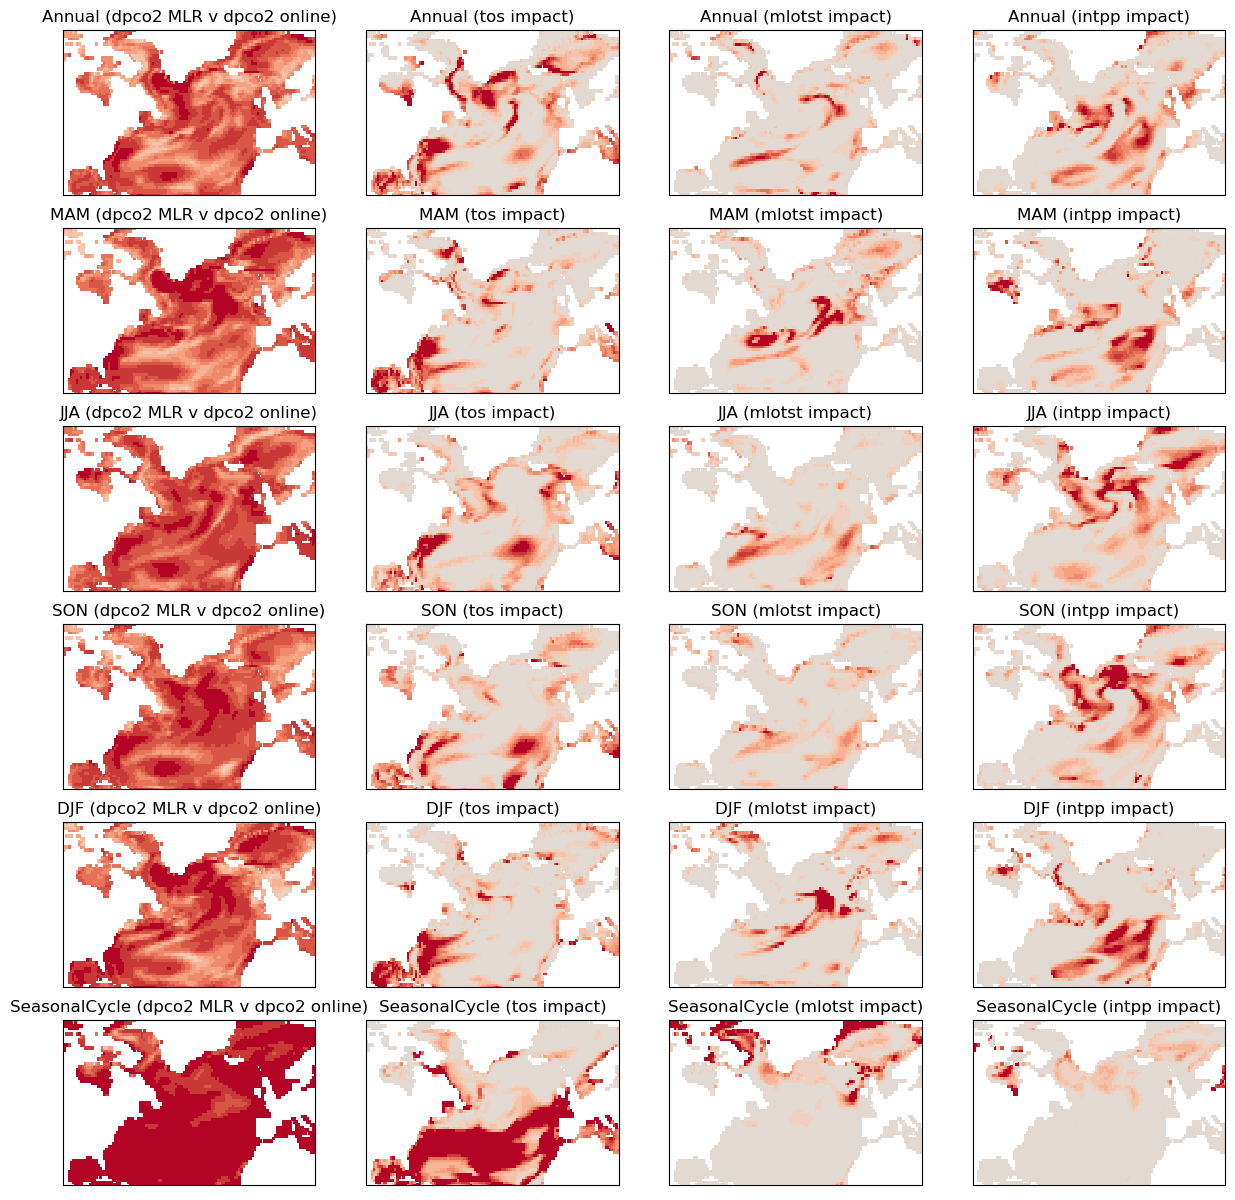 Annual (dpco2 MLR v dpco2 online)
Annual (tos impact)
Annual (mlotst impact)
Annual (intpp impact)
MAM (dpco2 MLR v dpco2 online)
MAM (tos impact)
MAM (mlotst impact)
MAM (intpp impact)
JJA (dpco2 MLR v dpco2 online)
JJA (tos impact)
JJA (mlotst impact)
JJA (intpp impact)
SON (dpco2 MLR v dpco2 online)
SON (tos impact)
SON (mlotst impact)
SON (intpp impact)
DJF (dpco2 MLR v dpco2 online)
DJF (tos impact)
DJF (mlotst impact)
DJF (intpp impact)
SeasonalCycle (dpco2 MLR v dpco2 online)
SeasonalCycle (tos impact)
SeasonalCycle (mlotst impact)
SeasonalCycle (intpp impact)